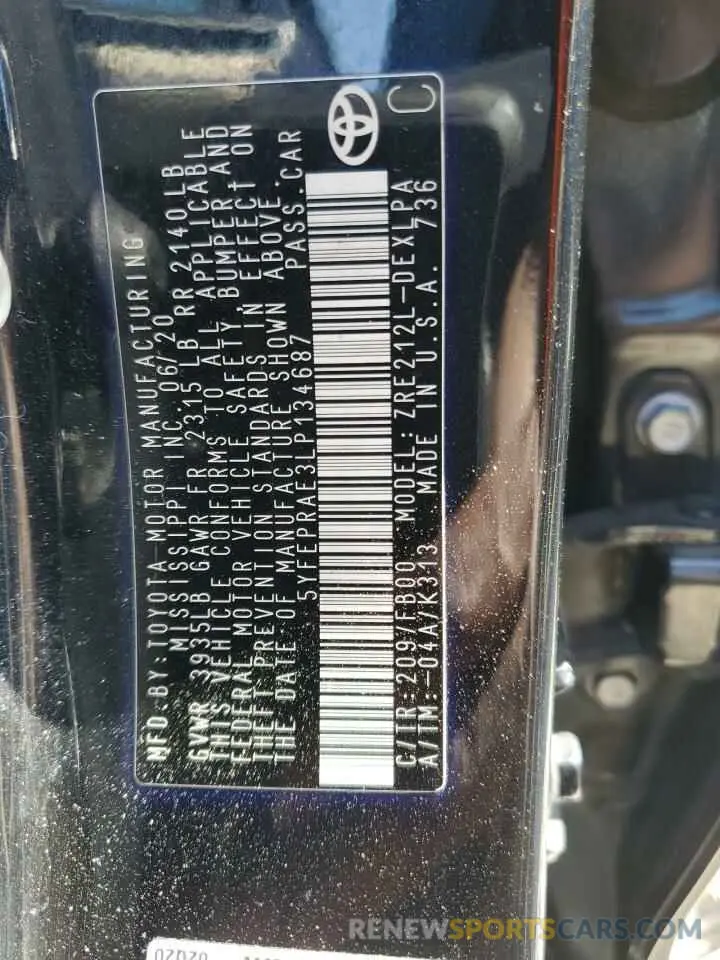 MFD.BY:TOYOTA MOTOR MANUFACTURING
MISSISSIPPI INC. 06/20
GVWR 3935LB GAWR FR 2315 LB RR 2140LB
THIS VEHICLE CONFORMS TO ALL APPLICABLE
FEDERAL MOTOR VEHICLE SAFETY, BUMPER AND
THEFT PREVENTION STANDARDS IN EFFECT ON
THE DATE OF MANUFACTURE SHOWN ABOVE.
5YFEPRAE3LP134687 PASS.CAR
C/TR:209/FB00 MODEL:ZRE212L-DEXLPA
A/TM:-04A/K313 MADE IN U.S.A. 736
C
RENEWSPORTSCARS.COM